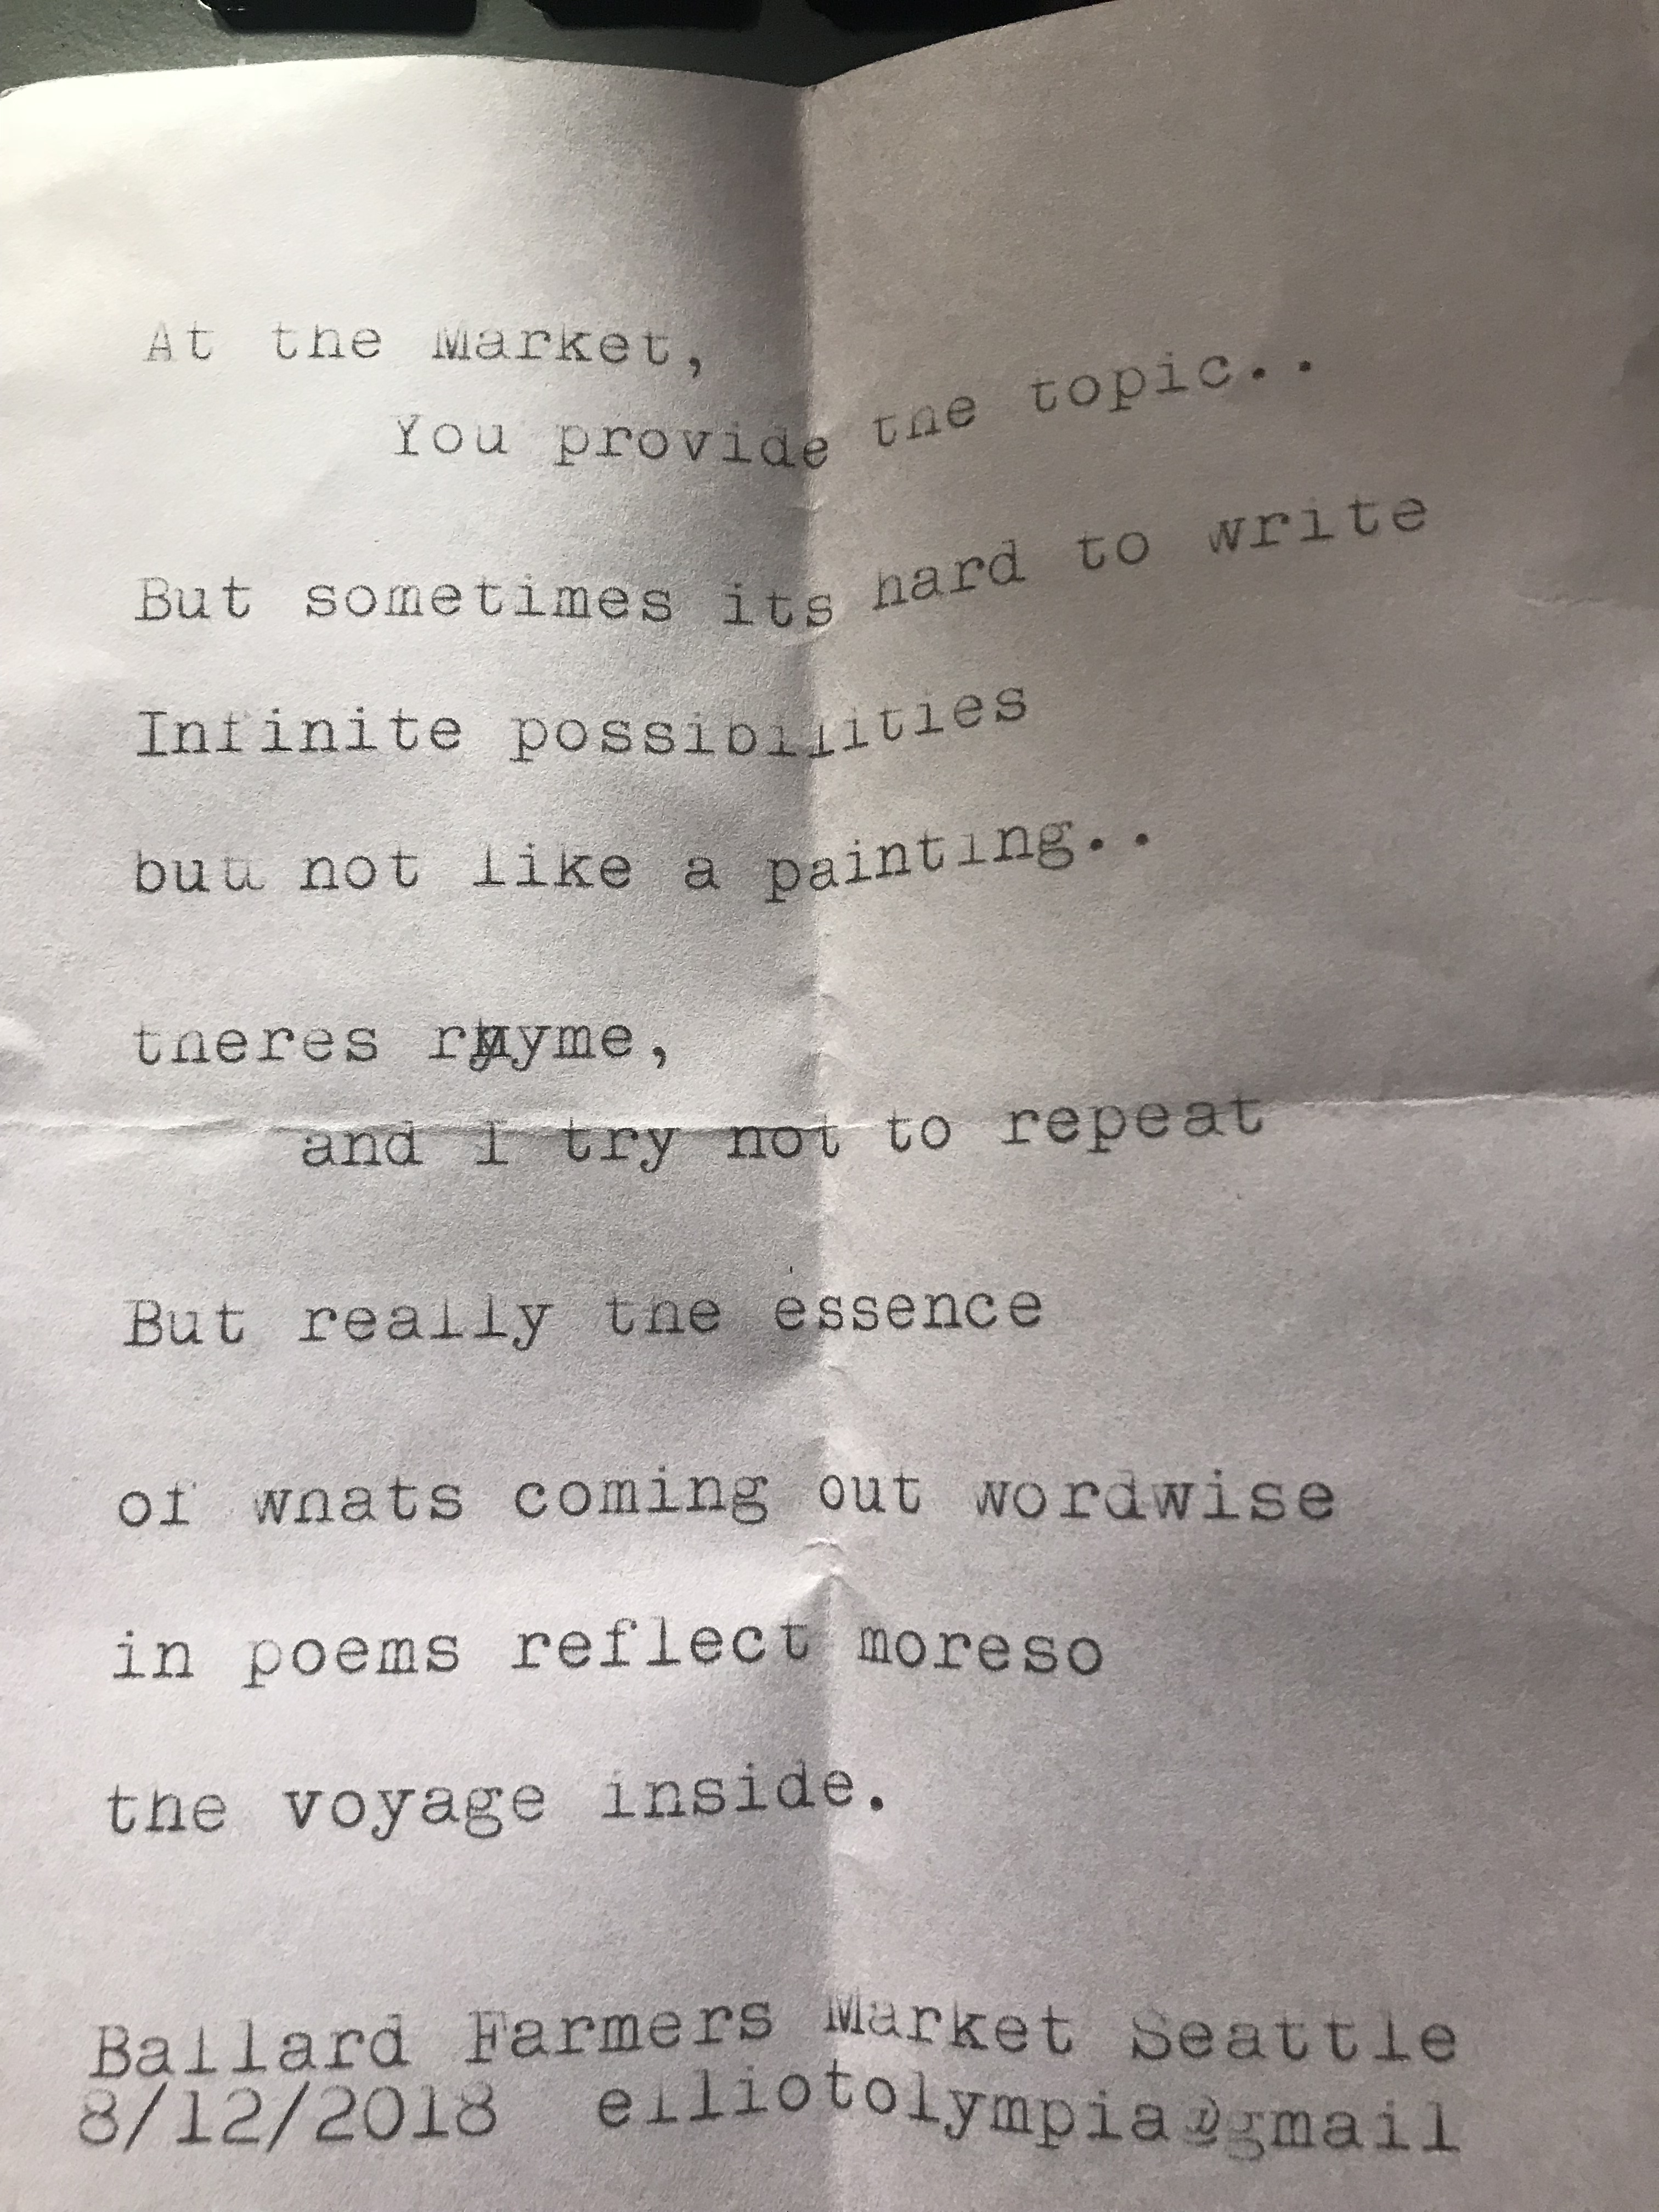 At the Market,
You provide the topic..
But sometimes its hard to write
Infinite possibilities
but not like a painting..
theres rhyme,
and I try not to repeat
But really the essence
of whats coming out wordwise
in poems reflect moreso
the voyage inside.
Ballard Farmers Market Seattle
8/12/2018 elliotolympia@gmail